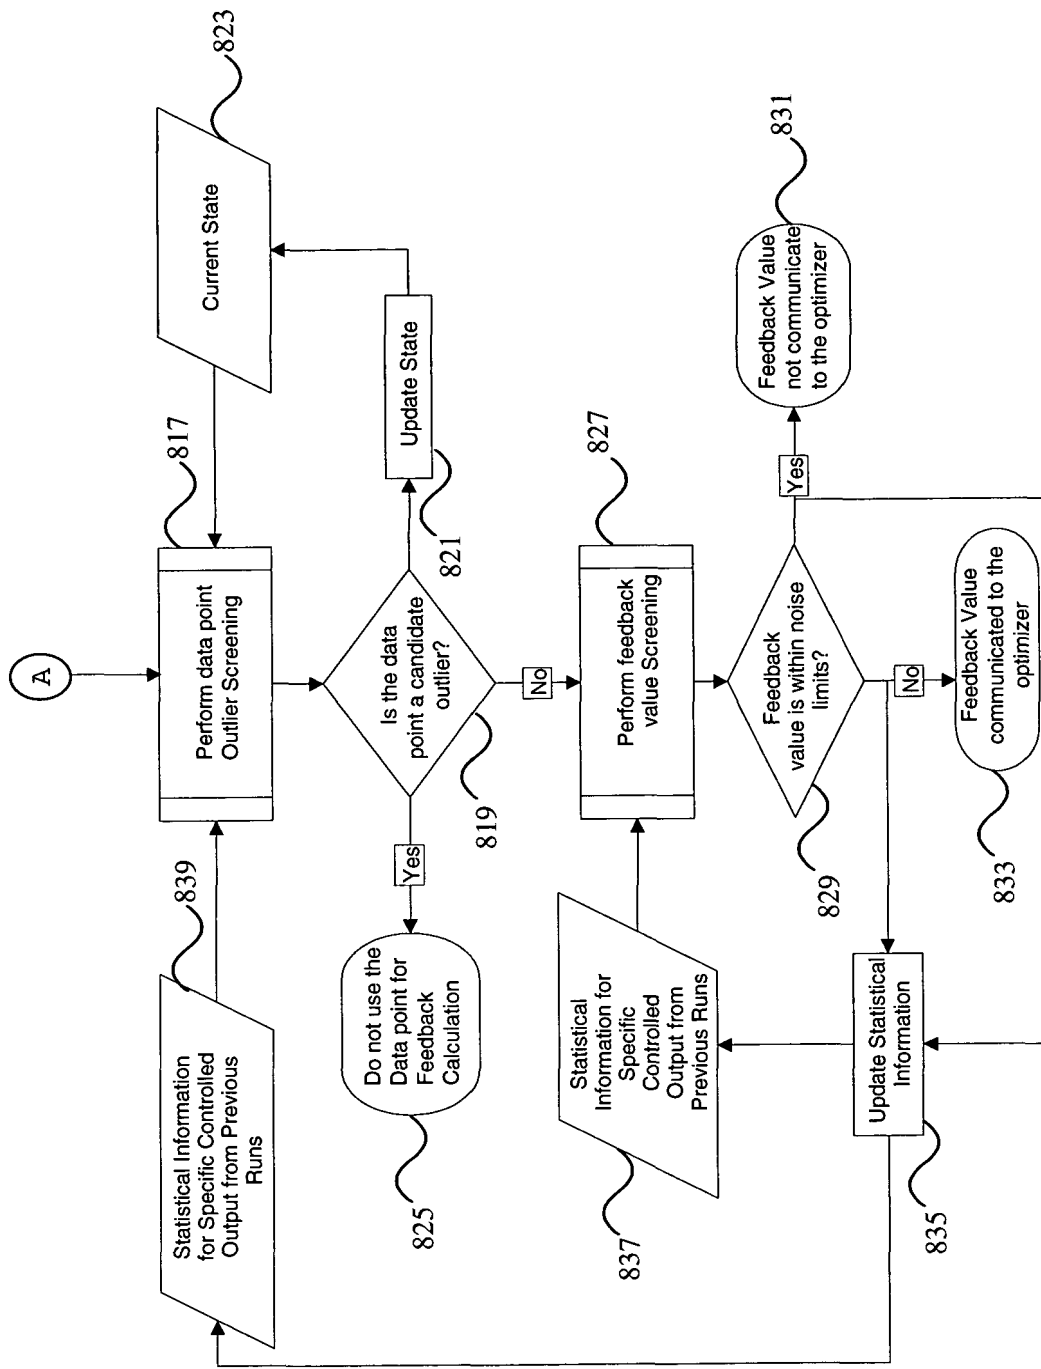 A
823
Current State
817
Perform data point
Outlier Screening
839
Statistical Information
for Specific Controlled
Output from Previous
Runs
Update State
821
Is the data
point a candidate
outlier?
819
Yes
No
Do not use the
Data point for
Feedback
Calculation
825
827
Perform feedback
value Screening
Statistical
Information for
Specific
Controlled
Output from
Previous Runs
837
831
Feedback Value
not communicate
to the optimizer
Yes
Feedback
value is within noise
limits?
829
No
Feedback Value
communicated to the
optimizer
833
Update Statistical
Information
835